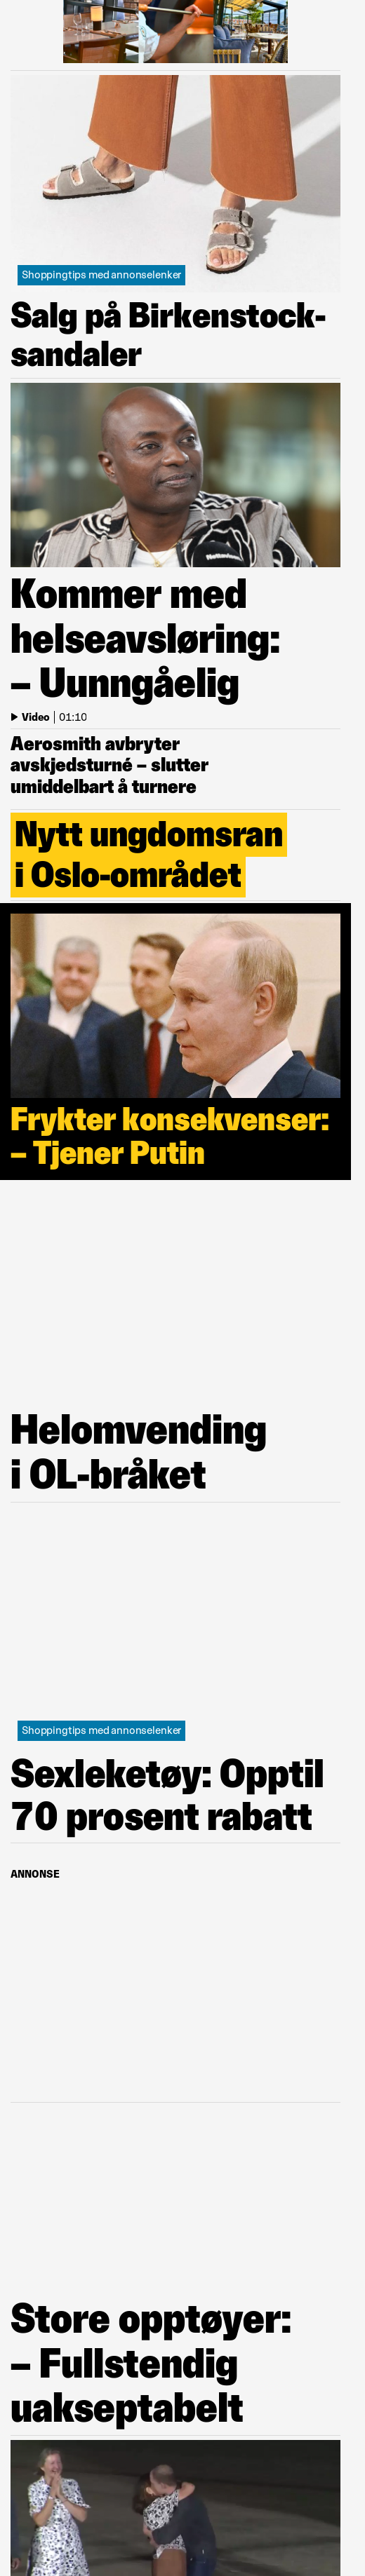 Shoppingtips med annonselenker
Salg på Birkenstock-
sandaler
Kommer med
helseavsløring:
– Uunngåelig
Video | 01:10
Aerosmith avbryter
avskjedsturné – slutter
umiddelbart å turnere
Nytt ungdomsran
i Oslo-området
Frykter konsekvenser:
– Tjener Putin
Helomvending
i OL-bråket
Shoppingtips med annonselenker
Sexleketøy: Opptil
70 prosent rabatt
ANNONSE
Store opptøyer:
– Fullstendig
uakseptabelt